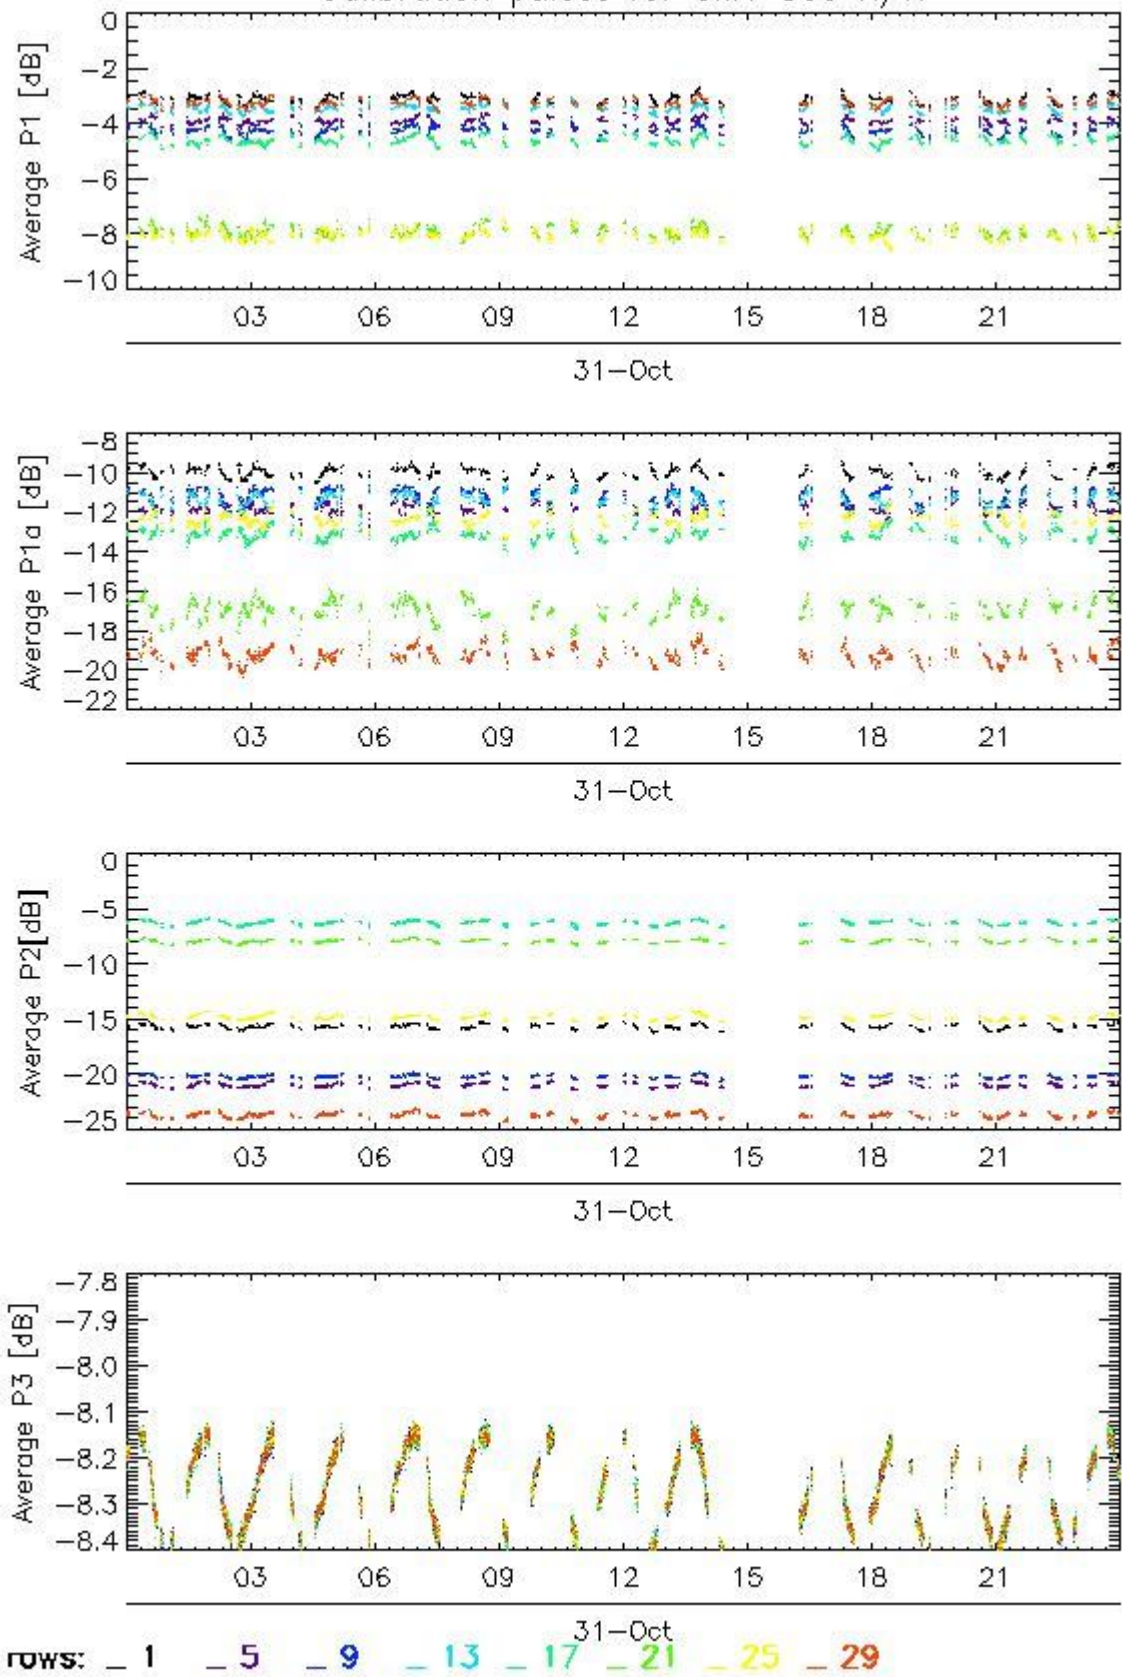 0
−2
−4
−6
−8
−10
Average P1 [dB]
03 06 09 12 15 18 21
31−Oct
−8
−10
−12
−14
−16
−18
−20
−22
Average P1a [dB]
03 06 09 12 15 18 21
31−Oct
0
−5
−10
−15
−20
−25
Average P2[dB]
03 06 09 12 15 18 21
31−Oct
−7.8
−7.9
−8.0
−8.1
−8.2
−8.3
−8.4
Average P3 [dB]
03 06 09 12 15 18 21
31−Oct
rows: _ 1 _ 5 _ 9 _ 13 _ 17 _ 21 _ 25 _ 29